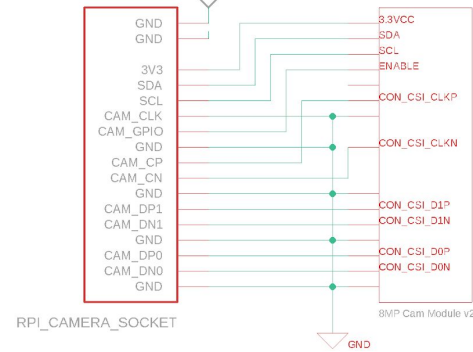 GND
GND
3V3
SDA
SCL
CAM_CLK
CAM_GPIO
GND
CAM_CP
CAM_CN
GND
CAM_DP1
CAM_DN1
GND
CAM_DP0
CAM_DN0
GND
RPI_CAMERA_SOCKET
3.3VCC
SDA
SCL
ENABLE
CON_CSI_CLKP
CON_CSI_CLKN
CON_CSI_D1P
CON_CSI_D1N
CON_CSI_D0P
CON_CSI_D0N
8MP Cam Module v2
GND